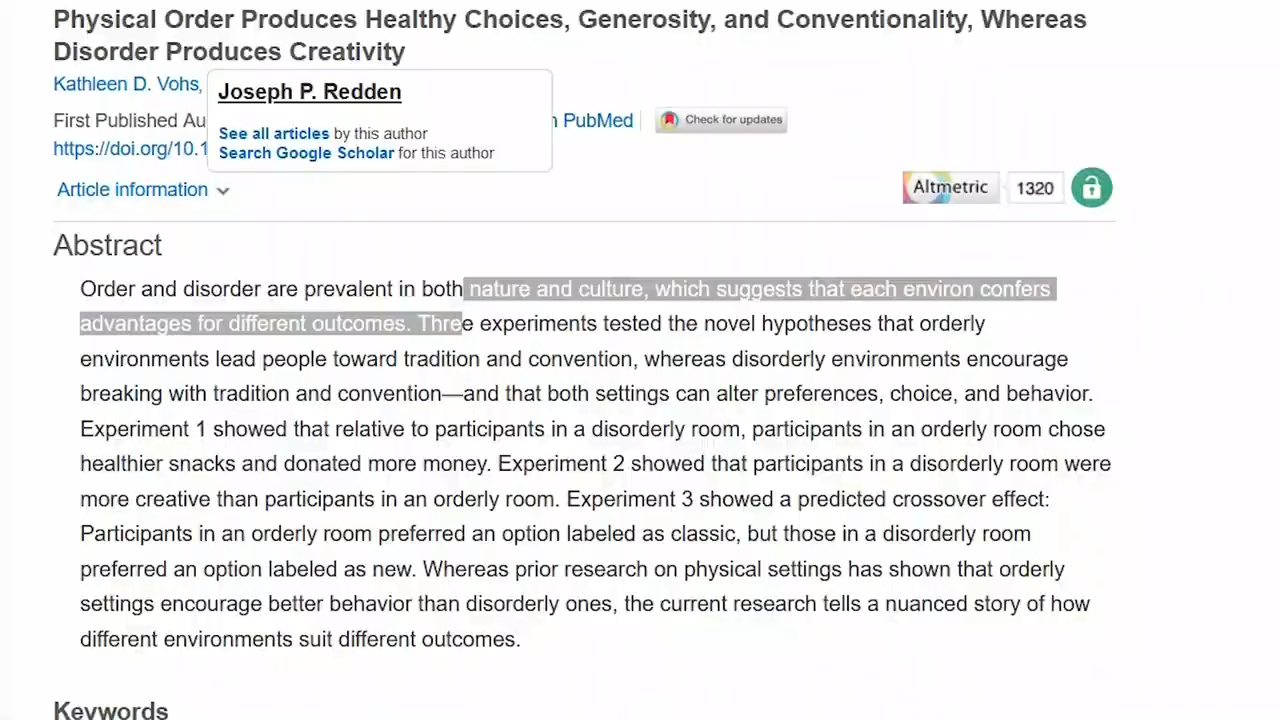 Physical Order Produces Healthy Choices, Generosity, and Conventionality, Whereas
Disorder Produces Creativity
Kathleen D. Vohs,
Joseph P. Redden
First Published Au
PubMed
Check for updates
See all articles by this author
https://doi.org/10.1
Search Google Scholar for this author
Article information
Altmetric 1320
Abstract
Order and disorder are prevalent in both nature and culture, which suggests that each environ confers
advantages for different outcomes. Three experiments tested the novel hypotheses that orderly
environments lead people toward tradition and convention, whereas disorderly environments encourage
breaking with tradition and convention—and that both settings can alter preferences, choice, and behavior.
Experiment 1 showed that relative to participants in a disorderly room, participants in an orderly room chose
healthier snacks and donated more money. Experiment 2 showed that participants in a disorderly room were
more creative than participants in an orderly room. Experiment 3 showed a predicted crossover effect:
Participants in an orderly room preferred an option labeled as classic, but those in a disorderly room
preferred an option labeled as new. Whereas prior research on physical settings has shown that orderly
settings encourage better behavior than disorderly ones, the current research tells a nuanced story of how
different environments suit different outcomes.
Keywords